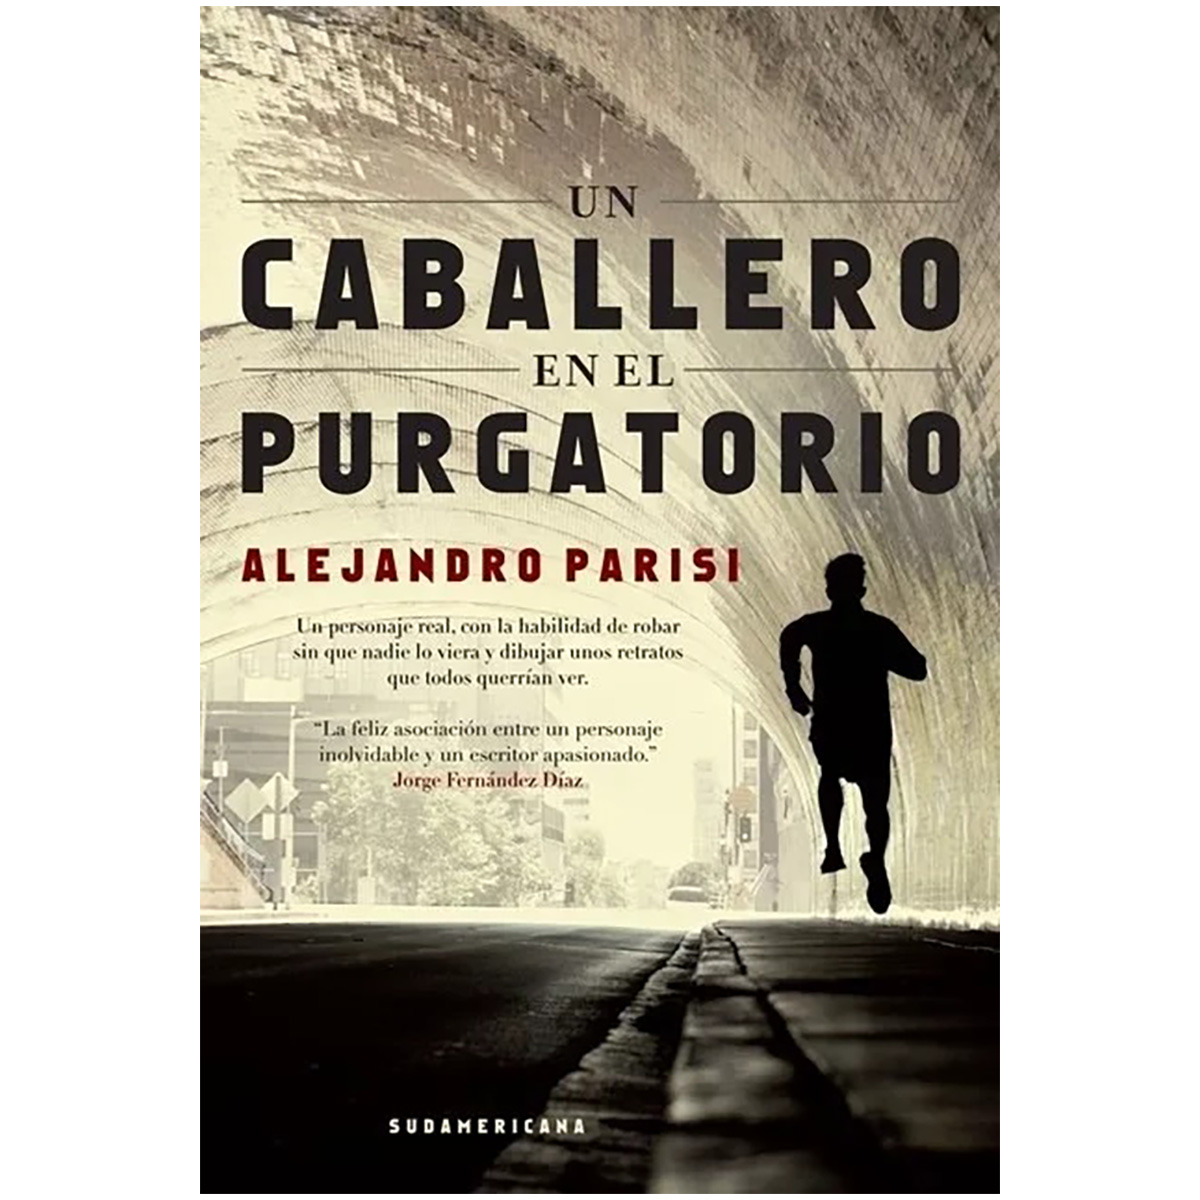 UN
CABALLERO
EN EL
PURGATORIO
ALEJANDRO PARISI
Un personaje real, con la habilidad de robar
sin que nadie lo viera y dibujar unos retratos
que todos querrían ver.
“La feliz asociación entre un personaje
inolvidable y un escritor apasionado.”
Jorge Fernández Díaz
SUDAMERICANA